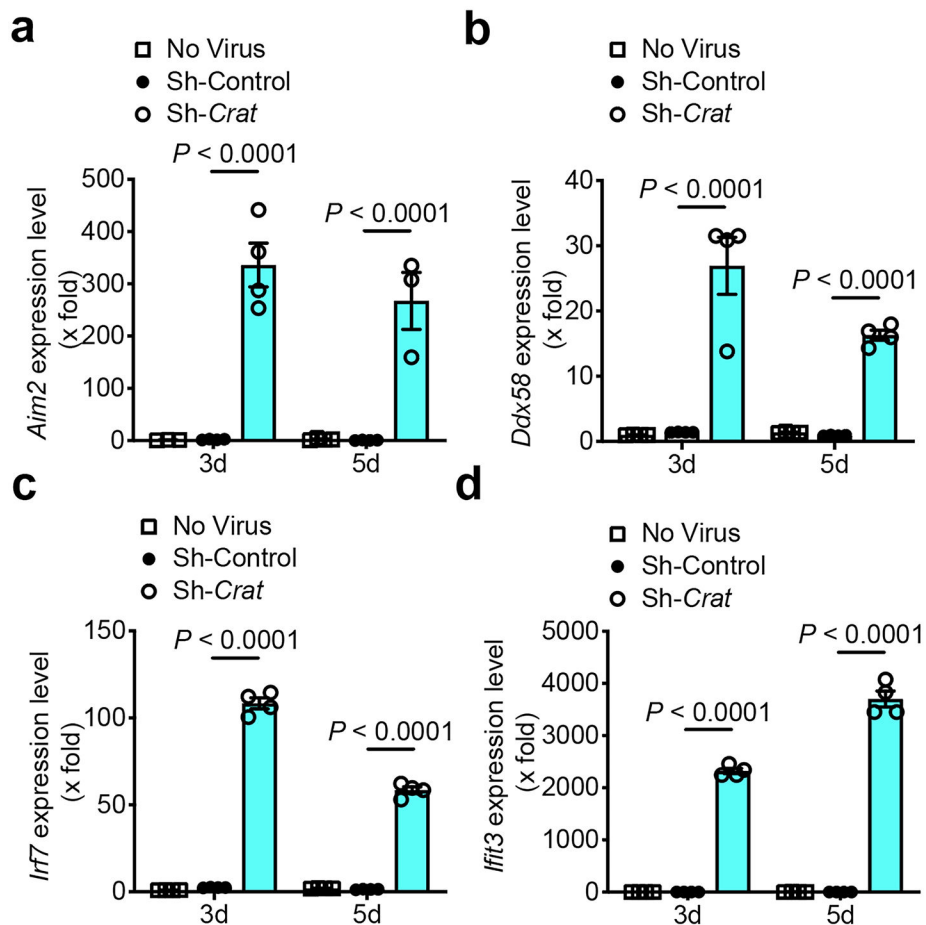 a
No Virus
Sh-Control
Sh-Crat
P < 0.0001
P < 0.0001
Aim2 expression level
(x fold)
500
400
300
200
100
0
3d
5d
b
No Virus
Sh-Control
Sh-Crat
P < 0.0001
P < 0.0001
Ddx58 expression level
(x fold)
40
30
20
10
0
3d
5d
c
No Virus
Sh-Control
Sh-Crat
P < 0.0001
P < 0.0001
Irf7 expression level
(x fold)
150
100
50
0
3d
5d
d
No Virus
Sh-Control
Sh-Crat
P < 0.0001
P < 0.0001
Ifit3 expression level
(x fold)
5000
4000
3000
2000
1000
0
3d
5d